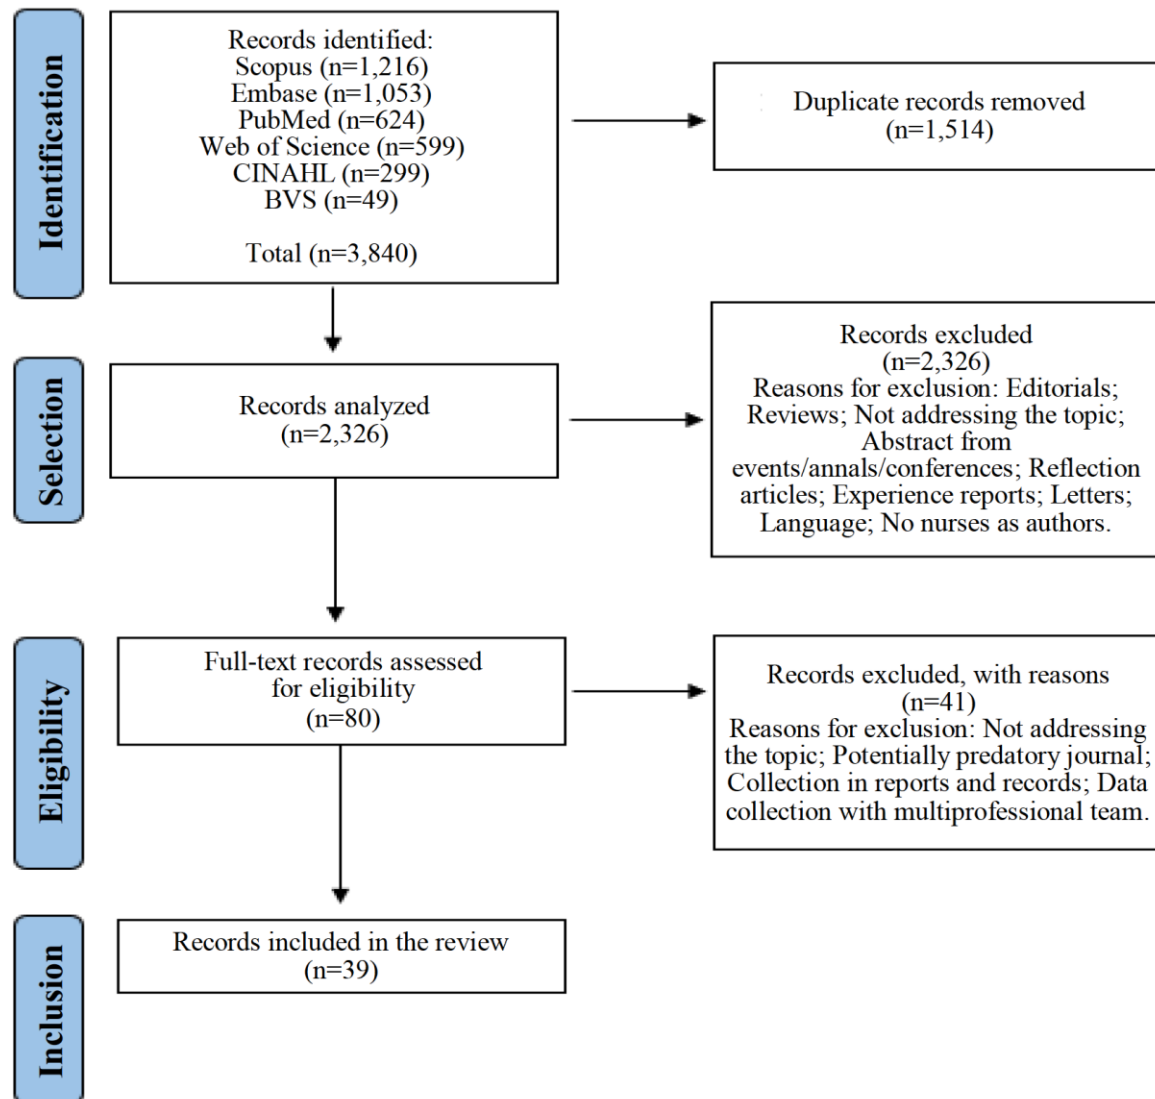 Identification
Records identified:
Scopus (n=1,216)
Embase (n=1,053)
PubMed (n=624)
Web of Science (n=599)
CINAHL (n=299)
BVS (n=49)
Total (n=3,840)
Duplicate records removed
(n=1,514)
Selection
Records analyzed
(n=2,326)
Records excluded
(n=2,326)
Reasons for exclusion: Editorials;
Reviews; Not addressing the topic;
Abstract from
events/annals/conferences; Reflection
articles; Experience reports; Letters;
Language; No nurses as authors.
Eligibility
Full-text records assessed
for eligibility
(n=80)
Records excluded, with reasons
(n=41)
Reasons for exclusion: Not addressing
the topic; Potentially predatory journal;
Collection in reports and records; Data
collection with multiprofessional team.
Inclusion
Records included in the review
(n=39)